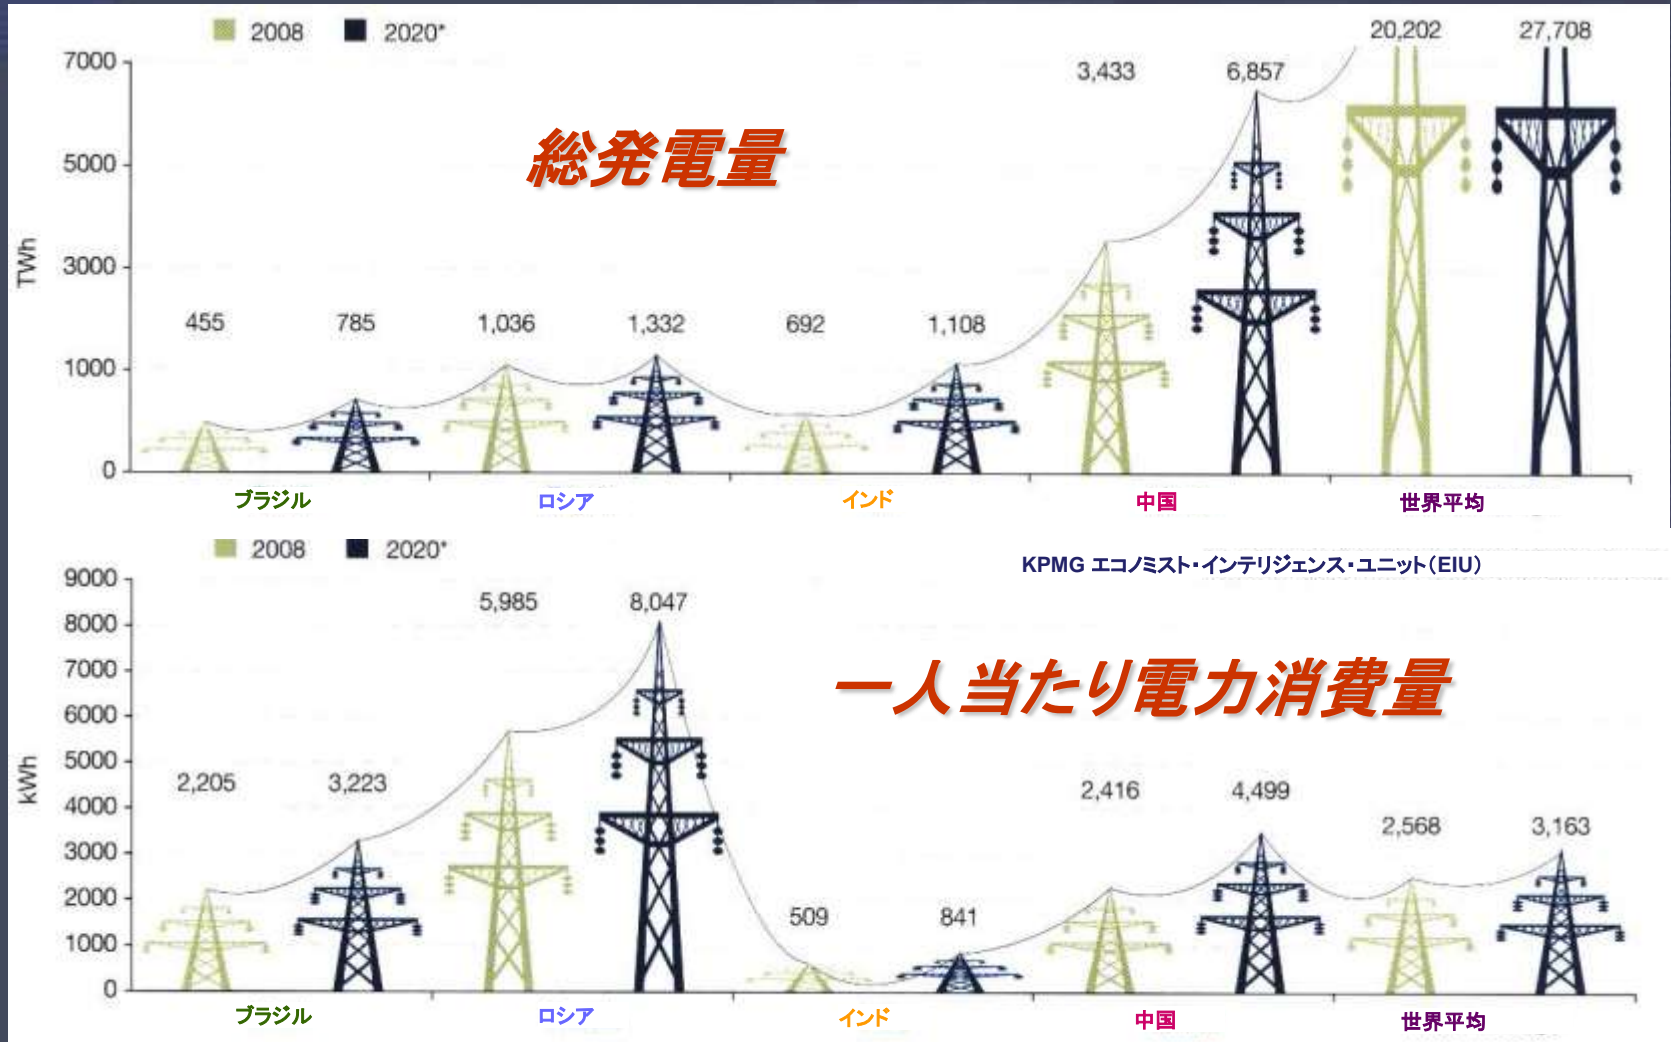 2008 2020*
20,202 27,708
7000
3,433 6,857
総発電量
5000
TWh
3000
455 785 1,036 1,332 692 1,108
1000
0
ブラジル ロシア インド 中国 世界平均
2008 2020*
KPMG エコノミスト・インテリジェンス・ユニット(EIU)
9000
5,985 8,047
8000
一人当たり電力消費量
7000
6000
5000
kWh
2,205 3,223 2,416 4,499
4000
2,568 3,163
3000
2000
509 841
1000
0
ブラジル ロシア インド 中国 世界平均